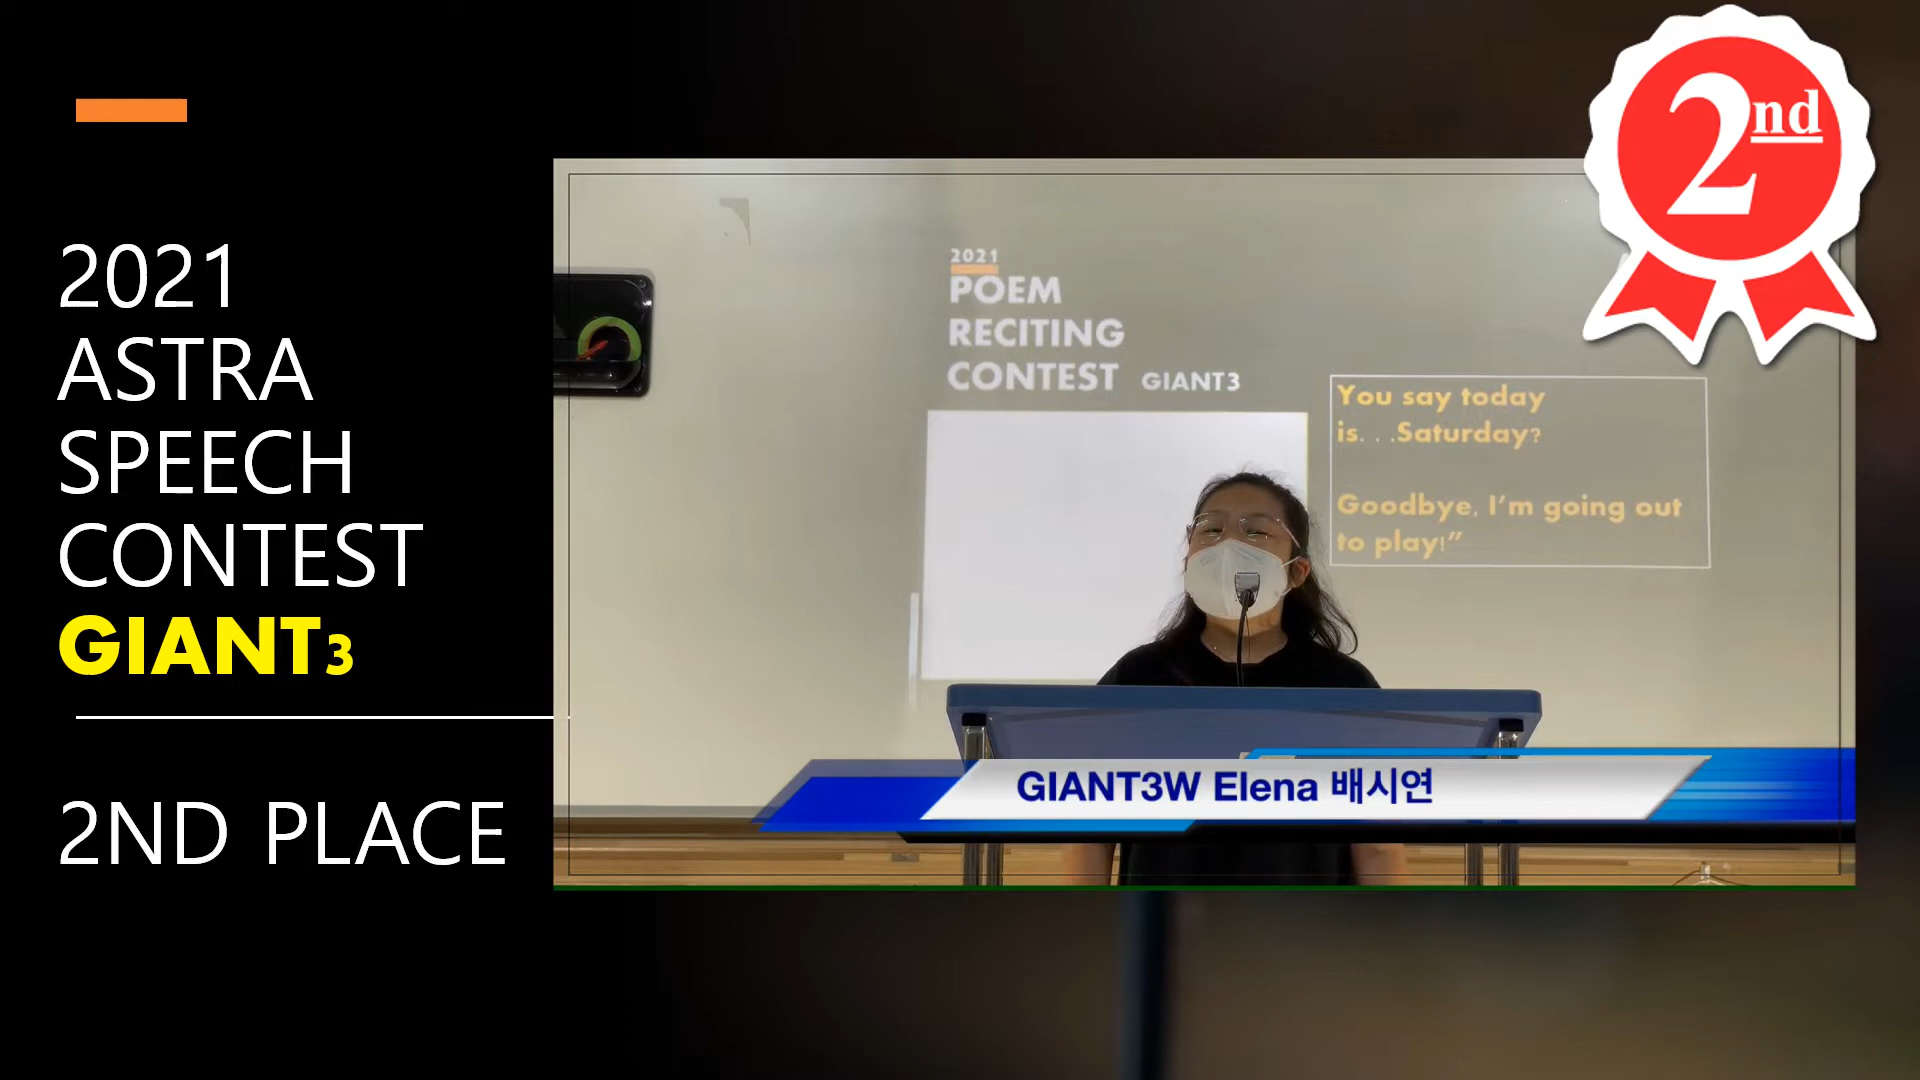 2021
ASTRA
SPEECH
CONTEST
GIANT3
2ND PLACE
2nd
2021
POEM
RECITING
CONTEST GIANT3
You say today
is. . .Saturday?
Goodbye, I'm going out
to play!”
GIANT3W Elena 배시연